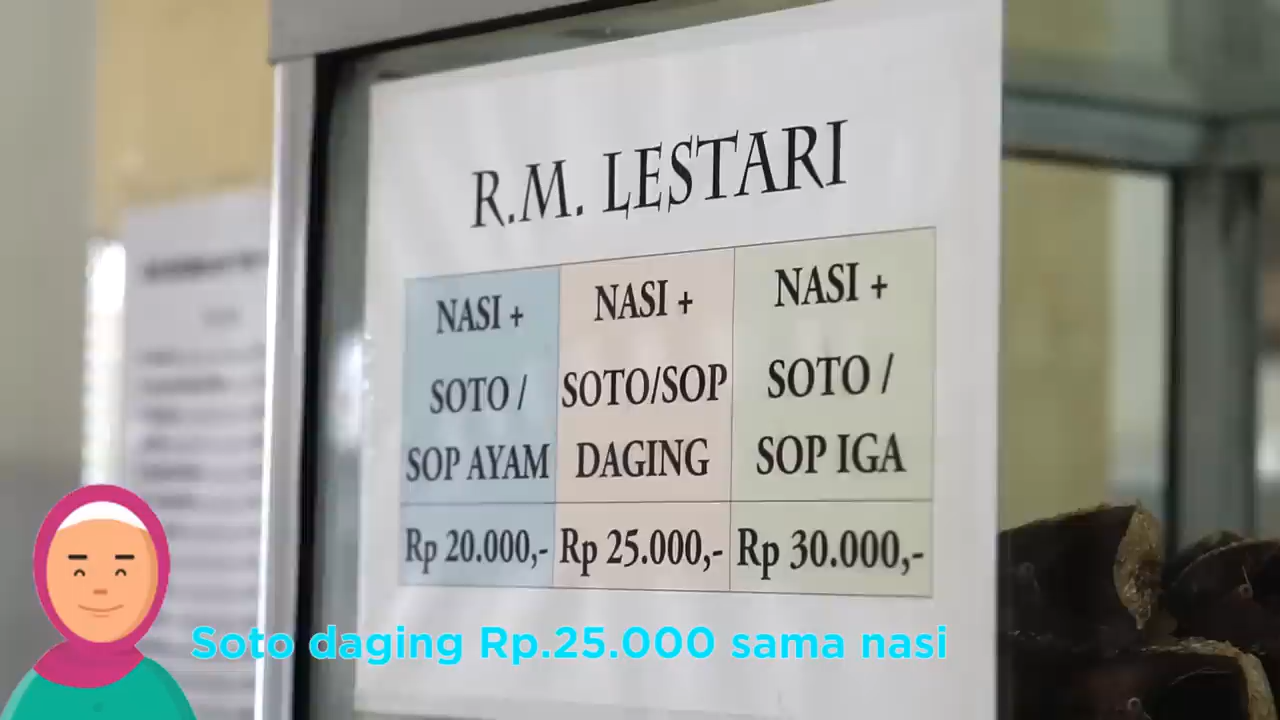 R.M. LESTARI
NASI +
SOTO /
SOP AYAM
Rp 20.000,-
NASI +
SOTO/SOP
DAGING
Rp 25.000,-
NASI +
SOTO /
SOP IGA
Rp 30.000,-
Soto daging Rp.25.000 sama nasi